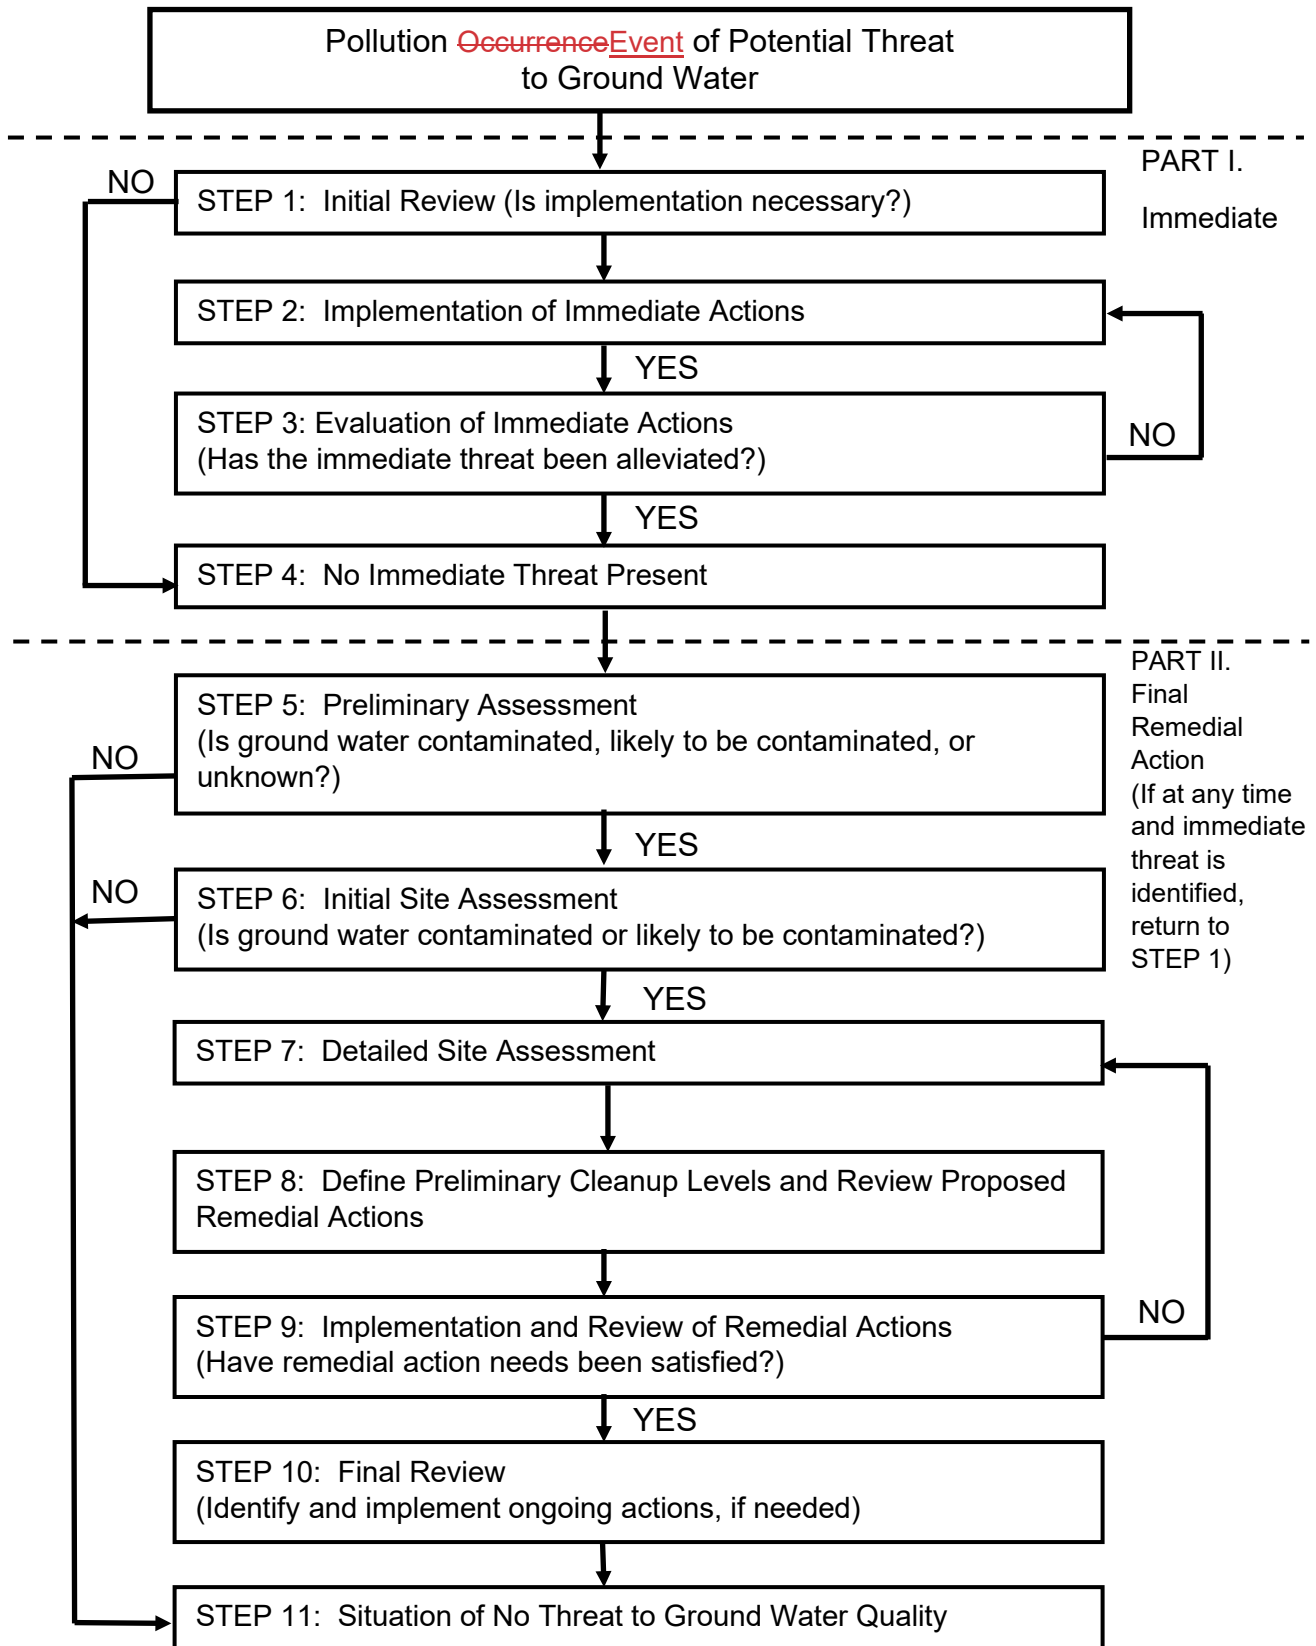 Pollution OccurrenceEvent of Potential Threat
to Ground Water
PART I.
Immediate
NO
STEP 1:  Initial Review (Is implementation necessary?)
STEP 2:  Implementation of Immediate Actions
YES
STEP 3: Evaluation of Immediate Actions
(Has the immediate threat been alleviated?)
NO
YES
STEP 4:  No Immediate Threat Present
PART II.
Final
Remedial
Action
(If at any time
and immediate
threat is
identified,
return to
STEP 1)
STEP 5:  Preliminary Assessment
(Is ground water contaminated, likely to be contaminated, or
unknown?)
NO
YES
NO
STEP 6:  Initial Site Assessment
(Is ground water contaminated or likely to be contaminated?)
YES
STEP 7:  Detailed Site Assessment
STEP 8:  Define Preliminary Cleanup Levels and Review Proposed
Remedial Actions
STEP 9:  Implementation and Review of Remedial Actions
(Have remedial action needs been satisfied?)
NO
YES
STEP 10:  Final Review
(Identify and implement ongoing actions, if needed)
STEP 11:  Situation of No Threat to Ground Water Quality